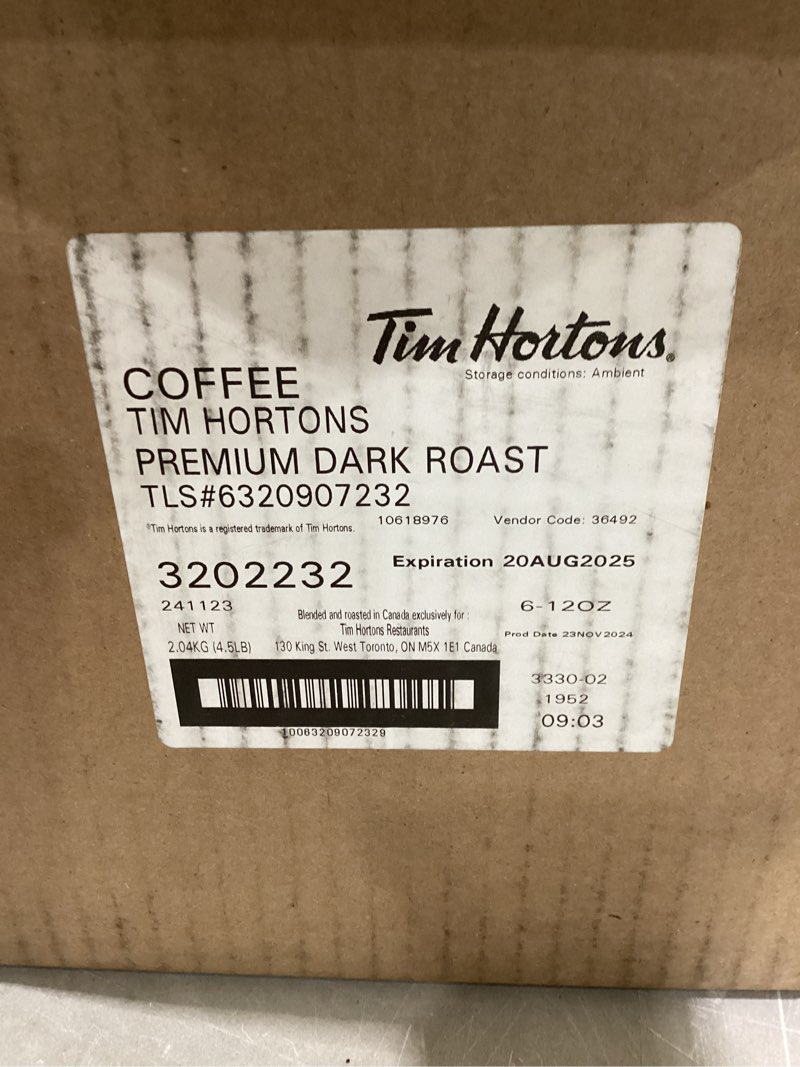 Tim Hortons®
Storage conditions: Ambient
COFFEE
TIM HORTONS
PREMIUM DARK ROAST
TLS#6320907232
®Tim Hortons is a registered trademark of Tim Hortons.
10618976
Vendor Code: 36492
3202232
Expiration 20AUG2025
241123
Blended and roasted in Canada exclusively for :
6-12OZ
NET WT
Tim Hortons Restaurants
Prod Date 23NOV2024
2.04KG (4.5LB)
130 King St. West Toronto, ON M5X 1E1 Canada
3330-02
1952
09:03
10063209072329